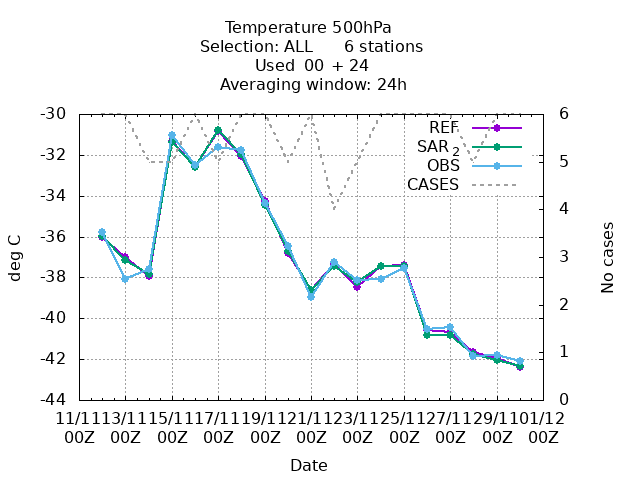 Temperature 500hPa
Selection: ALL 6 stations
Used 00 + 24
Averaging window: 24h
-30
-32
-34
-36
-38
-40
-42
-44
deg C
6
5
4
3
2
1
0
No cases
REF
SAR 2
OBS
CASES
11/11 13/11 15/11 17/11 19/11 21/11 23/11 25/11 27/11 29/11 01/12
00Z 00Z 00Z 00Z 00Z 00Z 00Z 00Z 00Z 00Z 00Z
Date